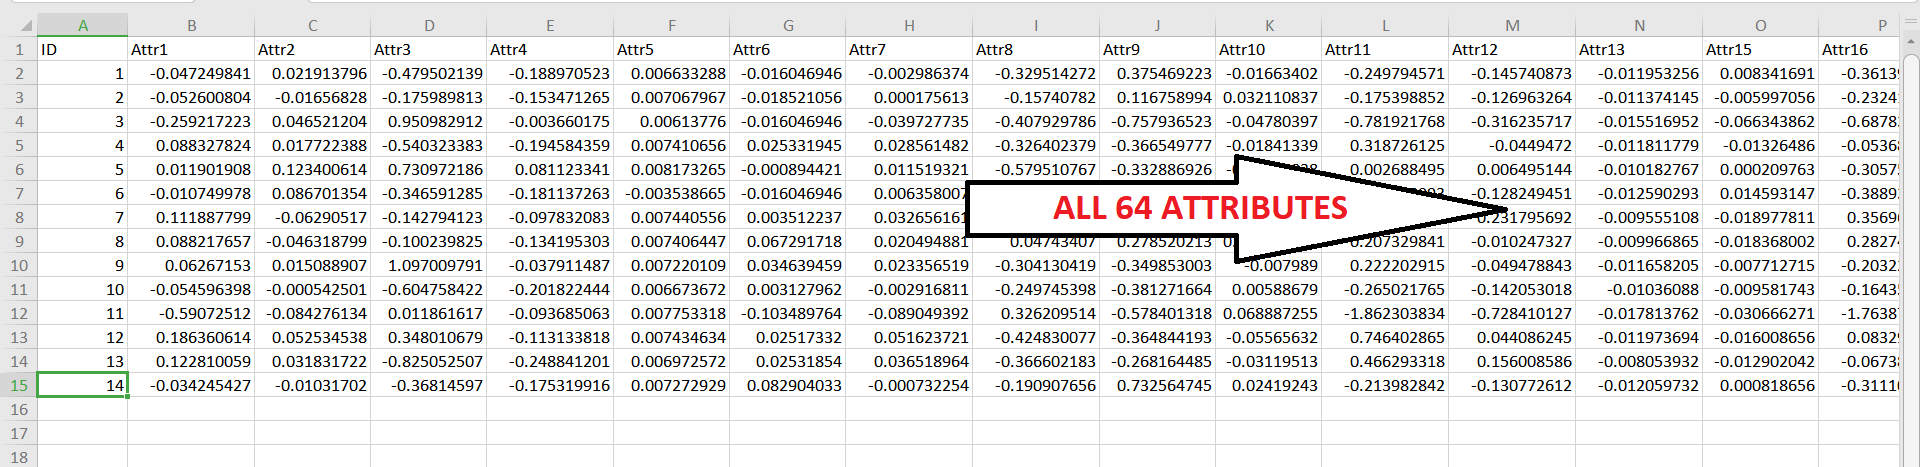 A B C D E F G H I J K L M N O P
1 ID Attr1 Attr2 Attr3 Attr4 Attr5 Attr6 Attr7 Attr8 Attr9 Attr10 Attr11 Attr12 Attr13 Attr15 Attr16
2 1 -0.047249841 0.021913796 -0.479502139 -0.188970523 0.006633288 -0.016046946 -0.002986374 -0.329514272 0.375469223 -0.01663402 -0.249794571 -0.145740873 -0.011953256 0.008341691 -0.3613
3 2 -0.052600804 -0.01656828 -0.175989813 -0.153471265 0.007067967 -0.018521056 0.000175613 -0.15740782 0.116758994 0.032110837 -0.175398852 -0.126963264 -0.011374145 -0.005997056 -0.2324
4 3 -0.259217223 0.046521204 0.950982912 -0.003660175 0.00613776 -0.016046946 -0.039727735 -0.407929786 -0.757936523 -0.04780397 -0.781921768 -0.316235717 -0.015516952 -0.066343862 -0.6878
5 4 0.088327824 0.017722388 -0.540323383 -0.194584359 0.007410656 0.025331945 0.028561482 -0.326402379 -0.366549777 -0.01841339 0.318726125 -0.0449472 -0.011811779 -0.01326486 -0.0536
6 5 0.011901908 0.123400614 0.730972186 0.081123341 0.008173265 -0.000894421 0.011519321 -0.579510767 -0.332886926 0.002688495 0.006495144 -0.010182767 0.000209763 -0.3057
7 6 -0.010749978 0.086701354 -0.346591285 -0.181137263 -0.003538665 -0.016046946 0.006358007 -0.128249451 -0.012590293 0.014593147 -0.3889
ALL 64 ATTRIBUTES
8 7 0.111887799 -0.06290517 -0.142794123 -0.097832083 0.007440556 0.003512237 0.032656161 0.231795692 -0.009555108 -0.018977811 0.3569
9 8 0.088217657 -0.046318799 -0.100239825 -0.134195303 0.007406447 0.067291718 0.020494881 0.04743407 0.278520213 0.207329841 -0.010247327 -0.009966865 -0.018368002 0.2827
10 9 0.06267153 0.015088907 1.097009791 -0.037911487 0.007220109 0.034639459 0.023356519 -0.304130419 -0.349853003 -0.007989 0.222202915 -0.049478843 -0.011658205 -0.007712715 -0.2032
11 10 -0.054596398 -0.000542501 -0.604758422 -0.201822444 0.006673672 0.003127962 -0.002916811 -0.249745398 -0.381271664 0.00588679 -0.265021765 -0.142053018 -0.01036088 -0.009581743 -0.1643
12 11 -0.59072512 -0.084276134 0.011861617 -0.093685063 0.007753318 -0.103489764 -0.089049392 0.326209514 -0.578401318 0.068887255 -1.862303834 -0.728410127 -0.017813762 -0.030666271 -1.7638
13 12 0.186360614 0.052534538 0.348010679 -0.113133818 0.007434634 0.02517332 0.051623721 -0.424830077 -0.364844193 -0.05565632 0.746402865 0.044086245 -0.011973694 -0.016008656 0.0832
14 13 0.122810059 0.031831722 -0.825052507 -0.248841201 0.006972572 0.02531854 0.036518964 -0.366602183 -0.268164485 -0.03119513 0.466293318 0.156008586 -0.008053932 -0.012902042 -0.0673
15 14 -0.034245427 -0.01031702 -0.36814597 -0.175319916 0.007272929 0.082904033 -0.000732254 -0.190907656 0.732564745 0.02419243 -0.213982842 -0.130772612 -0.012059732 0.000818656 -0.3111
16
17
18